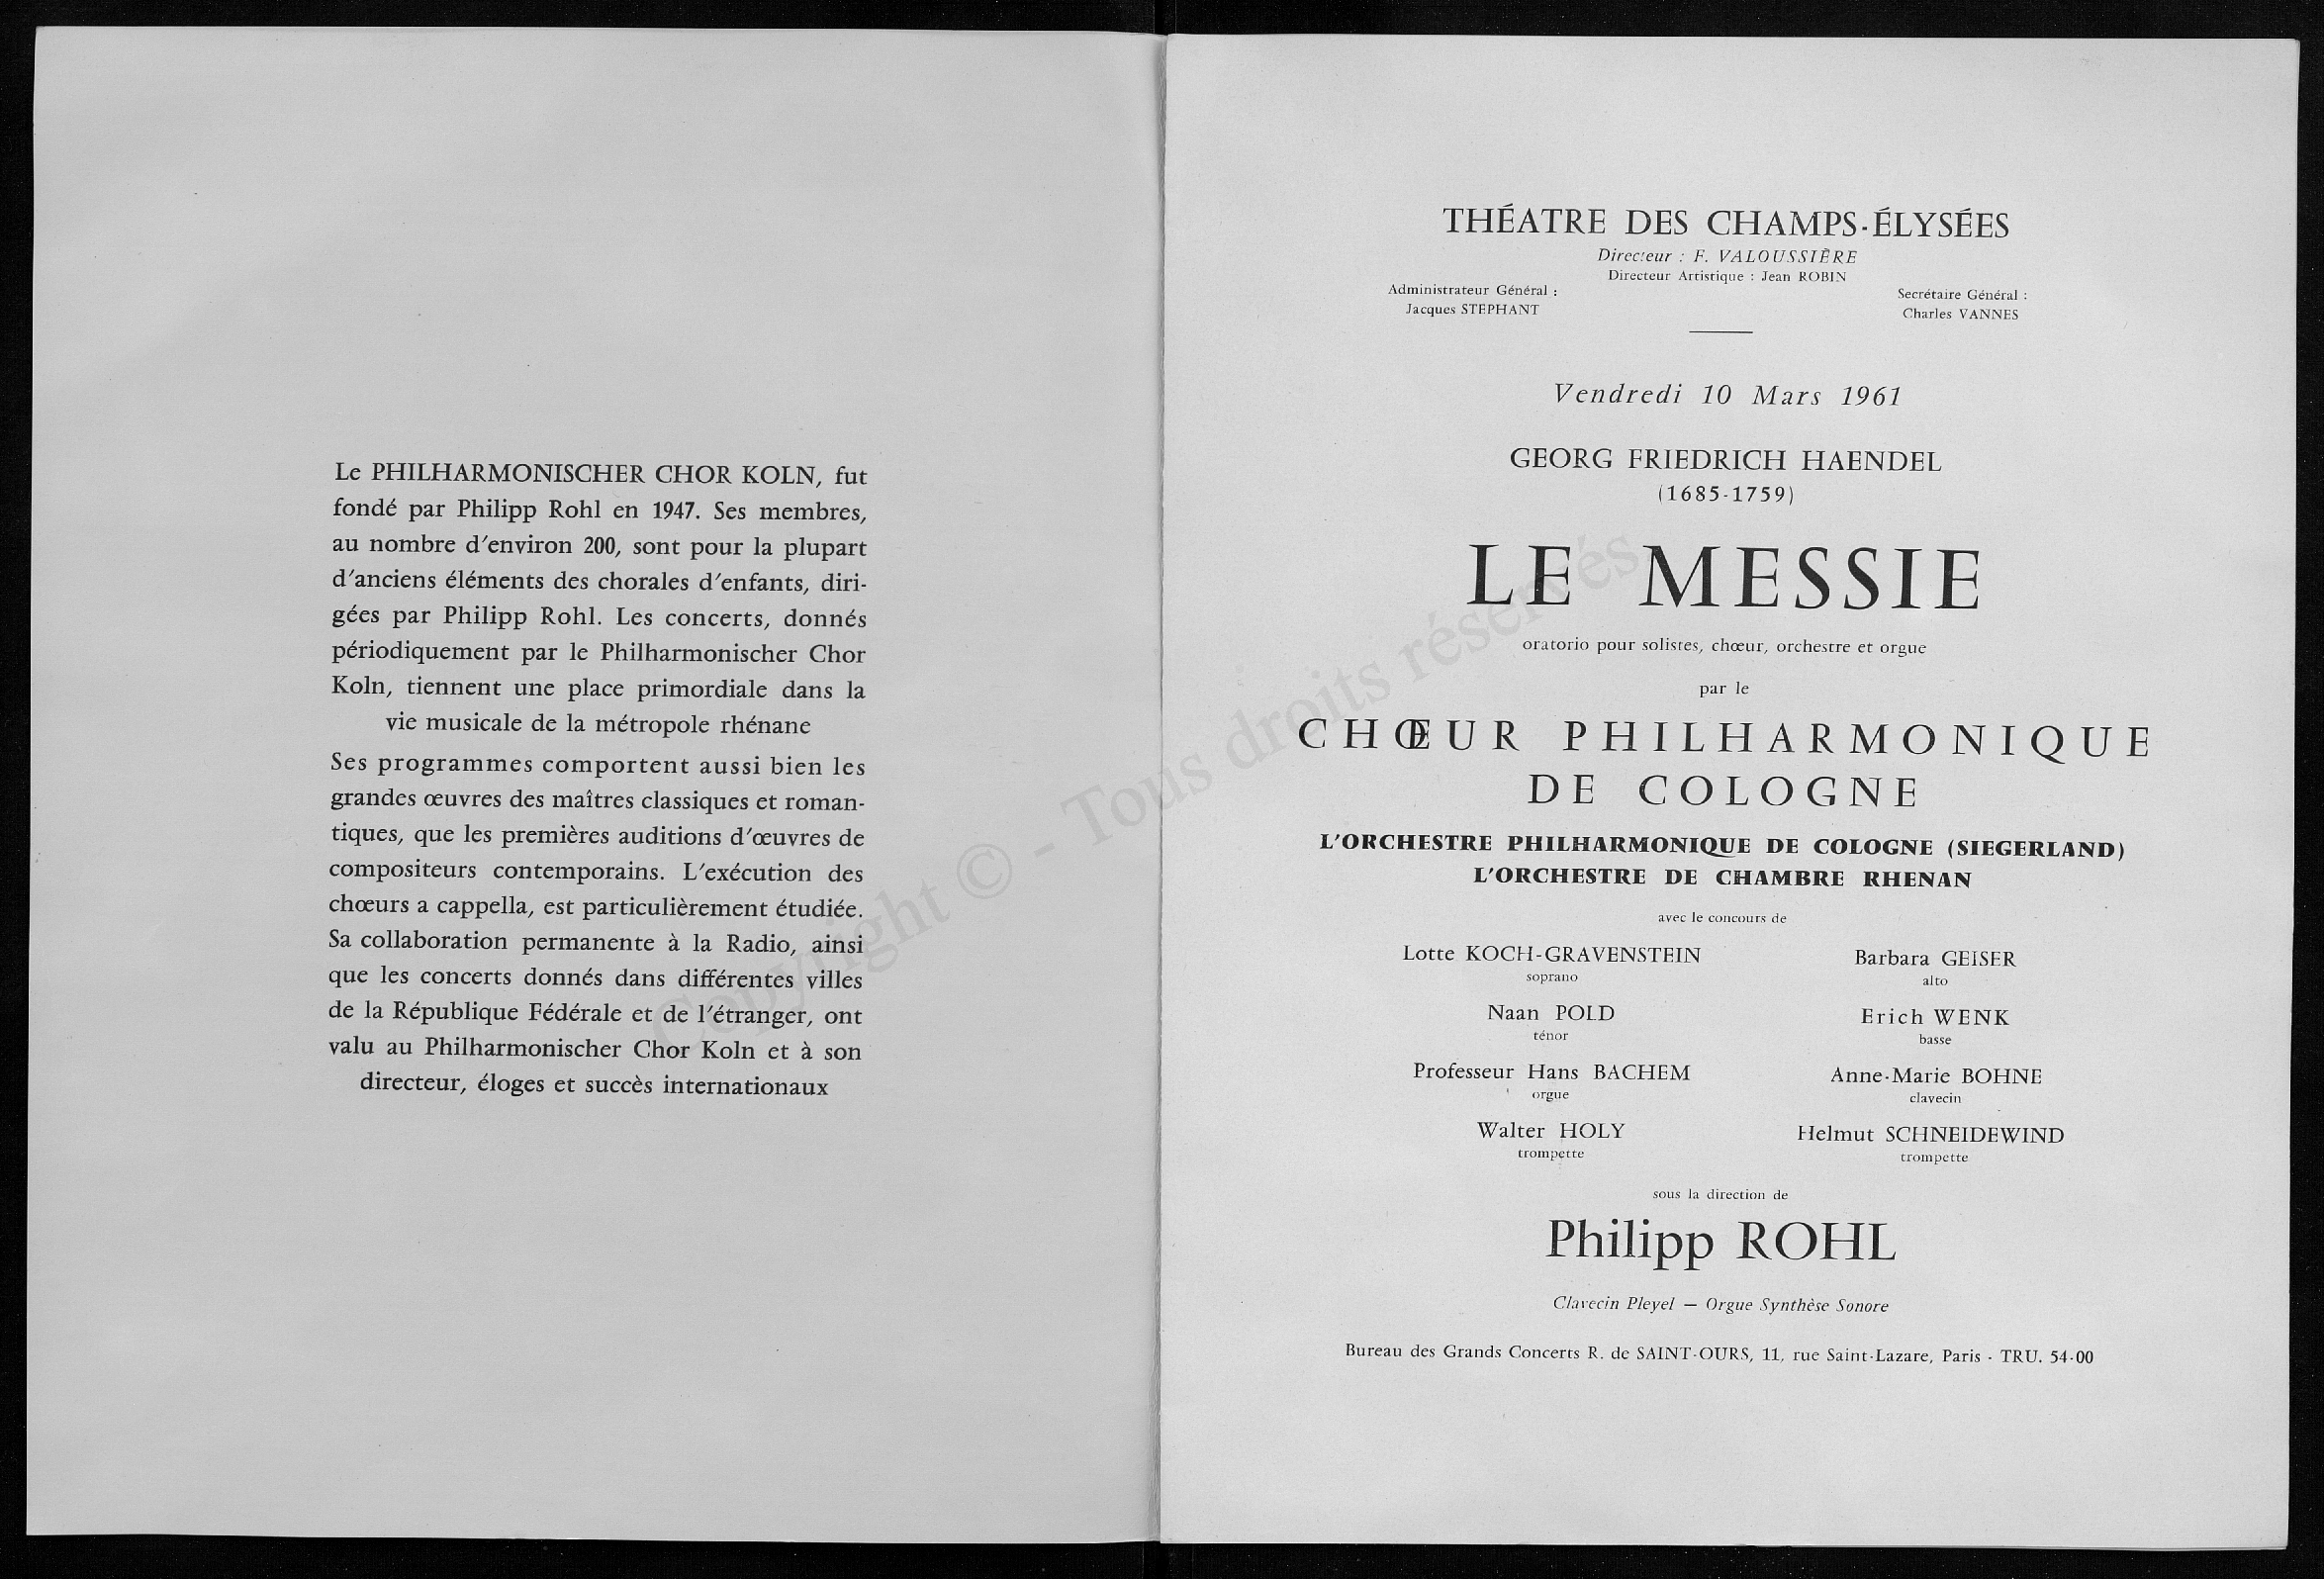 Le PHILHARMONISCHER CHOR KOLN, fut
fondé par Philipp Rohl en 1947. Ses membres,
au nombre d'environ 200, sont pour la plupart
d'anciens éléments des chorales d'enfants, diri-
gées par Philipp Rohl. Les concerts, donnés
périodiquement par le Philharmonischer Chor
Koln, tiennent une place primordiale dans la
vie musicale de la métropole rhénane
Ses programmes comportent aussi bien les
grandes œuvres des maîtres classiques et roman-
tiques, que les premières auditions d'œuvres de
compositeurs contemporains. L'exécution des
chœurs a cappella, est particulièrement étudiée.
Sa collaboration permanente à la Radio, ainsi
que les concerts donnés dans différentes villes
de la République Fédérale et de l'étranger, ont
valu au Philharmonischer Chor Koln et à son
directeur, éloges et succès internationaux
THÉATRE DES CHAMPS-ÉLYSÉES
Directeur : F. VALOUSSIÈRE
Directeur Artistique : Jean ROBIN
Administrateur Général :
Jacques STEPHANT
Secrétaire Général :
Charles VANNES
Vendredi 10 Mars 1961
GEORG FRIEDRICH HAENDEL
(1685-1759)
LE MESSIE
oratorio pour solistes, chœur, orchestre et orgue
par le
CHŒUR PHILHARMONIQUE
DE COLOGNE
L'ORCHESTRE PHILHARMONIQUE DE COLOGNE (SIEGERLAND)
L'ORCHESTRE DE CHAMBRE RHENAN
avec le concours de
Lotte KOCH-GRAVENSTEIN
soprano
Barbara GEISER
alto
Naan POLD
ténor
Erich WENK
basse
Professeur Hans BACHEM
orgue
Anne-Marie BOHNE
clavecin
Walter HOLY
trompette
Helmut SCHNEIDEWIND
trompette
sous la direction de
Philipp ROHL
Clavecin Pleyel — Orgue Synthèse Sonore
Bureau des Grands Concerts R. de SAINT-OURS, 11, rue Saint-Lazare, Paris - TRU. 54-00
Copyright © - Tous droits réservés